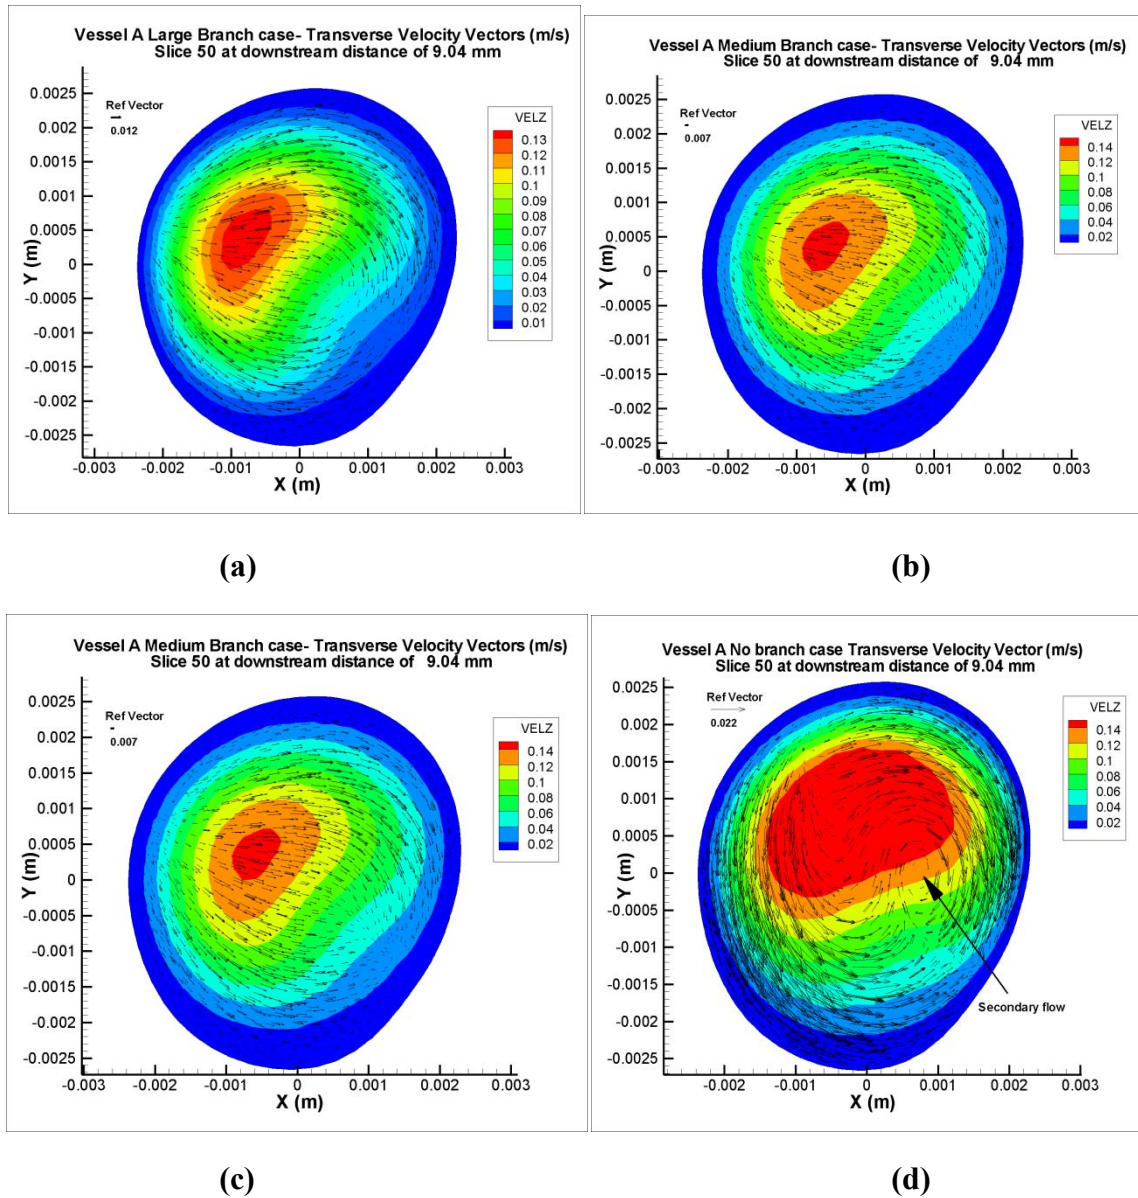 Vessel A Large Branch case- Transverse Velocity Vectors (m/s)
Slice 50 at downstream distance of 9.04 mm
Ref Vector
0.012
VELZ
0.13
0.12
0.11
0.1
0.09
0.08
0.07
0.06
0.05
0.04
0.03
0.02
0.01
0.0025
0.002
0.0015
0.001
0.0005
0
-0.0005
-0.001
-0.0015
-0.002
-0.0025
Y (m)
-0.003 -0.002 -0.001 0 0.001 0.002 0.003
X (m)
(a)
Vessel A Medium Branch case- Transverse Velocity Vectors (m/s)
Slice 50 at downstream distance of 9.04 mm
Ref Vector
0.007
VELZ
0.14
0.12
0.1
0.08
0.06
0.04
0.02
0.0025
0.002
0.0015
0.001
0.0005
0
-0.0005
-0.001
-0.0015
-0.002
-0.0025
Y (m)
-0.003 -0.002 -0.001 0 0.001 0.002 0.003
X (m)
(b)
Vessel A Medium Branch case- Transverse Velocity Vectors (m/s)
Slice 50 at downstream distance of 9.04 mm
Ref Vector
0.007
VELZ
0.14
0.12
0.1
0.08
0.06
0.04
0.02
0.0025
0.002
0.0015
0.001
0.0005
0
-0.0005
-0.001
-0.0015
-0.002
-0.0025
Y (m)
-0.003 -0.002 -0.001 0 0.001 0.002 0.003
X (m)
(c)
Vessel A No branch case Transverse Velocity Vector (m/s)
Slice 50 at downstream distance of 9.04 mm
Ref Vector
0.022
VELZ
0.14
0.12
0.1
0.08
0.06
0.04
0.02
0.0025
0.002
0.0015
0.001
0.0005
0
-0.0005
-0.001
-0.0015
-0.002
-0.0025
Y (m)
Secondary flow
-0.002 -0.001 0 0.001 0.002 0.003
X (m)
(d)